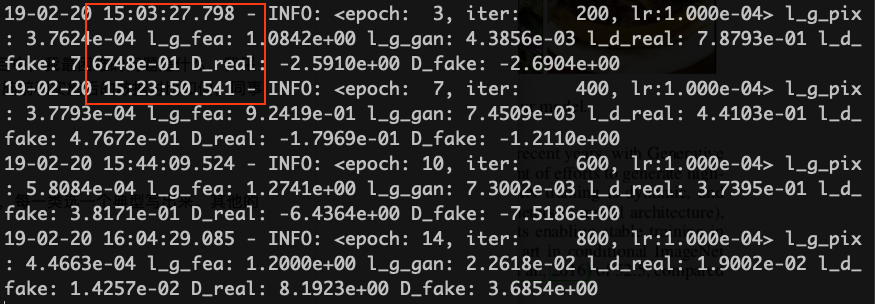 19-02-20 15:03:27.798 - INFO: <epoch:  3, iter:     200, lr:1.000e-04> l_g_pix
: 3.7624e-04 l_g_fea: 1.0842e+00 l_g_gan: 4.3856e-03 l_d_real: 7.8793e-01 l_d_
fake: 7.6748e-01 D_real: -2.5910e+00 D_fake: -2.6904e+00
19-02-20 15:23:50.541 - INFO: <epoch:  7, iter:     400, lr:1.000e-04> l_g_pix
: 3.7793e-04 l_g_fea: 9.2419e-01 l_g_gan: 7.4509e-03 l_d_real: 4.4103e-01 l_d_
fake: 4.7672e-01 D_real: -1.7969e-01 D_fake: -1.2110e+00
19-02-20 15:44:09.524 - INFO: <epoch: 10, iter:     600, lr:1.000e-04> l_g_pix
: 5.8084e-04 l_g_fea: 1.2741e+00 l_g_gan: 7.3002e-03 l_d_real: 3.7395e-01 l_d_
fake: 3.8171e-01 D_real: -6.4364e+00 D_fake: -7.5186e+00
19-02-20 16:04:29.085 - INFO: <epoch: 14, iter:     800, lr:1.000e-04> l_g_pix
: 4.4663e-04 l_g_fea: 1.2000e+00 l_g_gan: 2.2618e-02 l_d_real: 1.9002e-02 l_d_
fake: 1.4257e-02 D_real: 8.1923e+00 D_fake: 3.6854e+00